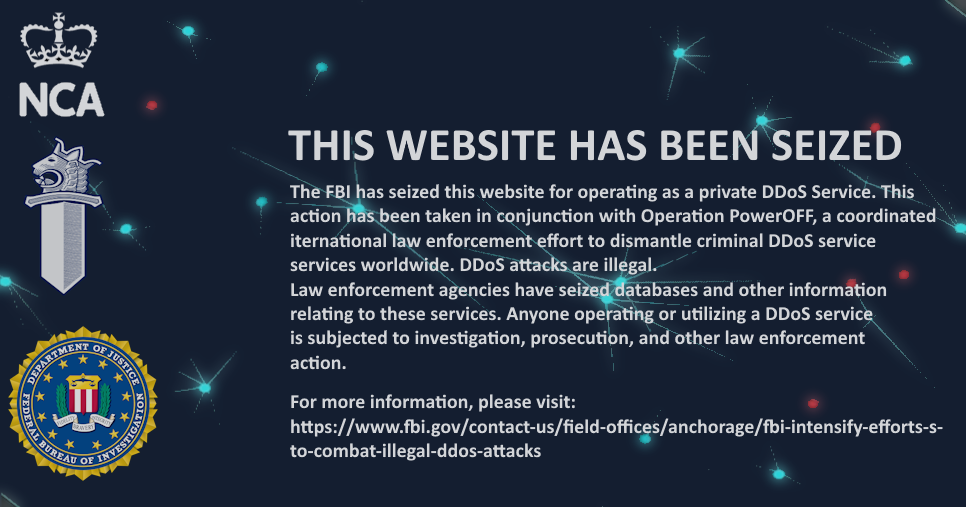 NCA
THIS WEBSITE HAS BEEN SEIZED
The FBI has seized this website for operating as a private DDoS Service. This
action has been taken in conjunction with Operation PowerOFF, a coordinated
iternational law enforcement effort to dismantle criminal DDoS service
services worldwide. DDoS attacks are illegal.
Law enforcement agencies have seized databases and other information
relating to these services. Anyone operating or utilizing a DDoS service
is subjected to investigation, prosecution, and other law enforcement
action.
DEPARTMENT OF JUSTICE
FEDERAL BUREAU OF INVESTIGATION
For more information, please visit:
https://www.fbi.gov/contact-us/field-offices/anchorage/fbi-intensify-efforts-s-
to-combat-illegal-ddos-attacks